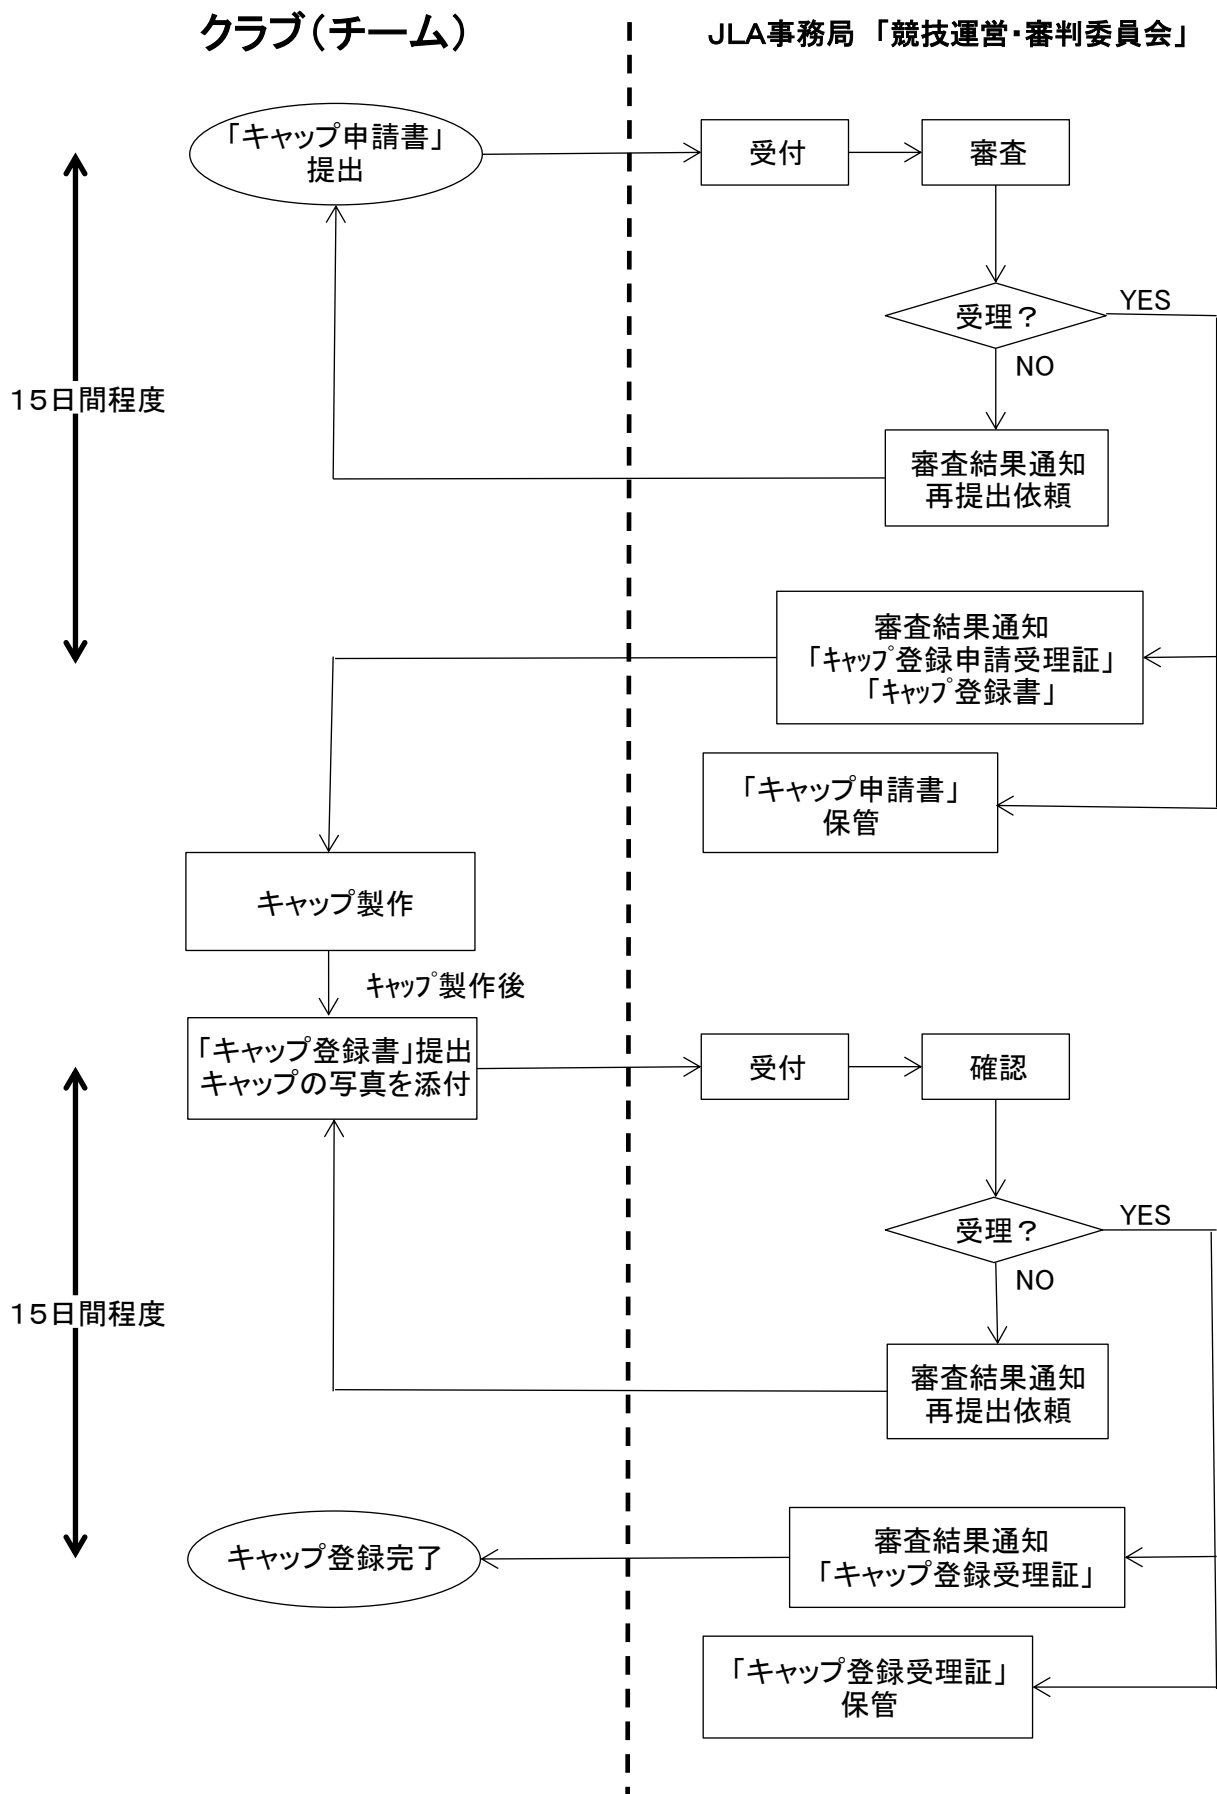 クラブ（チーム）
JLA事務局 「競技運営・審判委員会」
「キャップ申請書」
提出
受付
審査
受理？
YES
NO
15日間程度
審査結果通知
再提出依頼
審査結果通知
「ｷｬｯﾌﾟ登録申請受理証」
「ｷｬｯﾌﾟ登録書」
「キャップ申請書」
保管
キャップ製作
ｷｬｯﾌﾟ製作後
「キャップ登録書」提出
キャップの写真を添付
受付
確認
受理？
YES
NO
15日間程度
審査結果通知
再提出依頼
キャップ登録完了
審査結果通知
「キャップ登録受理証」
「キャップ登録受理証」
保管